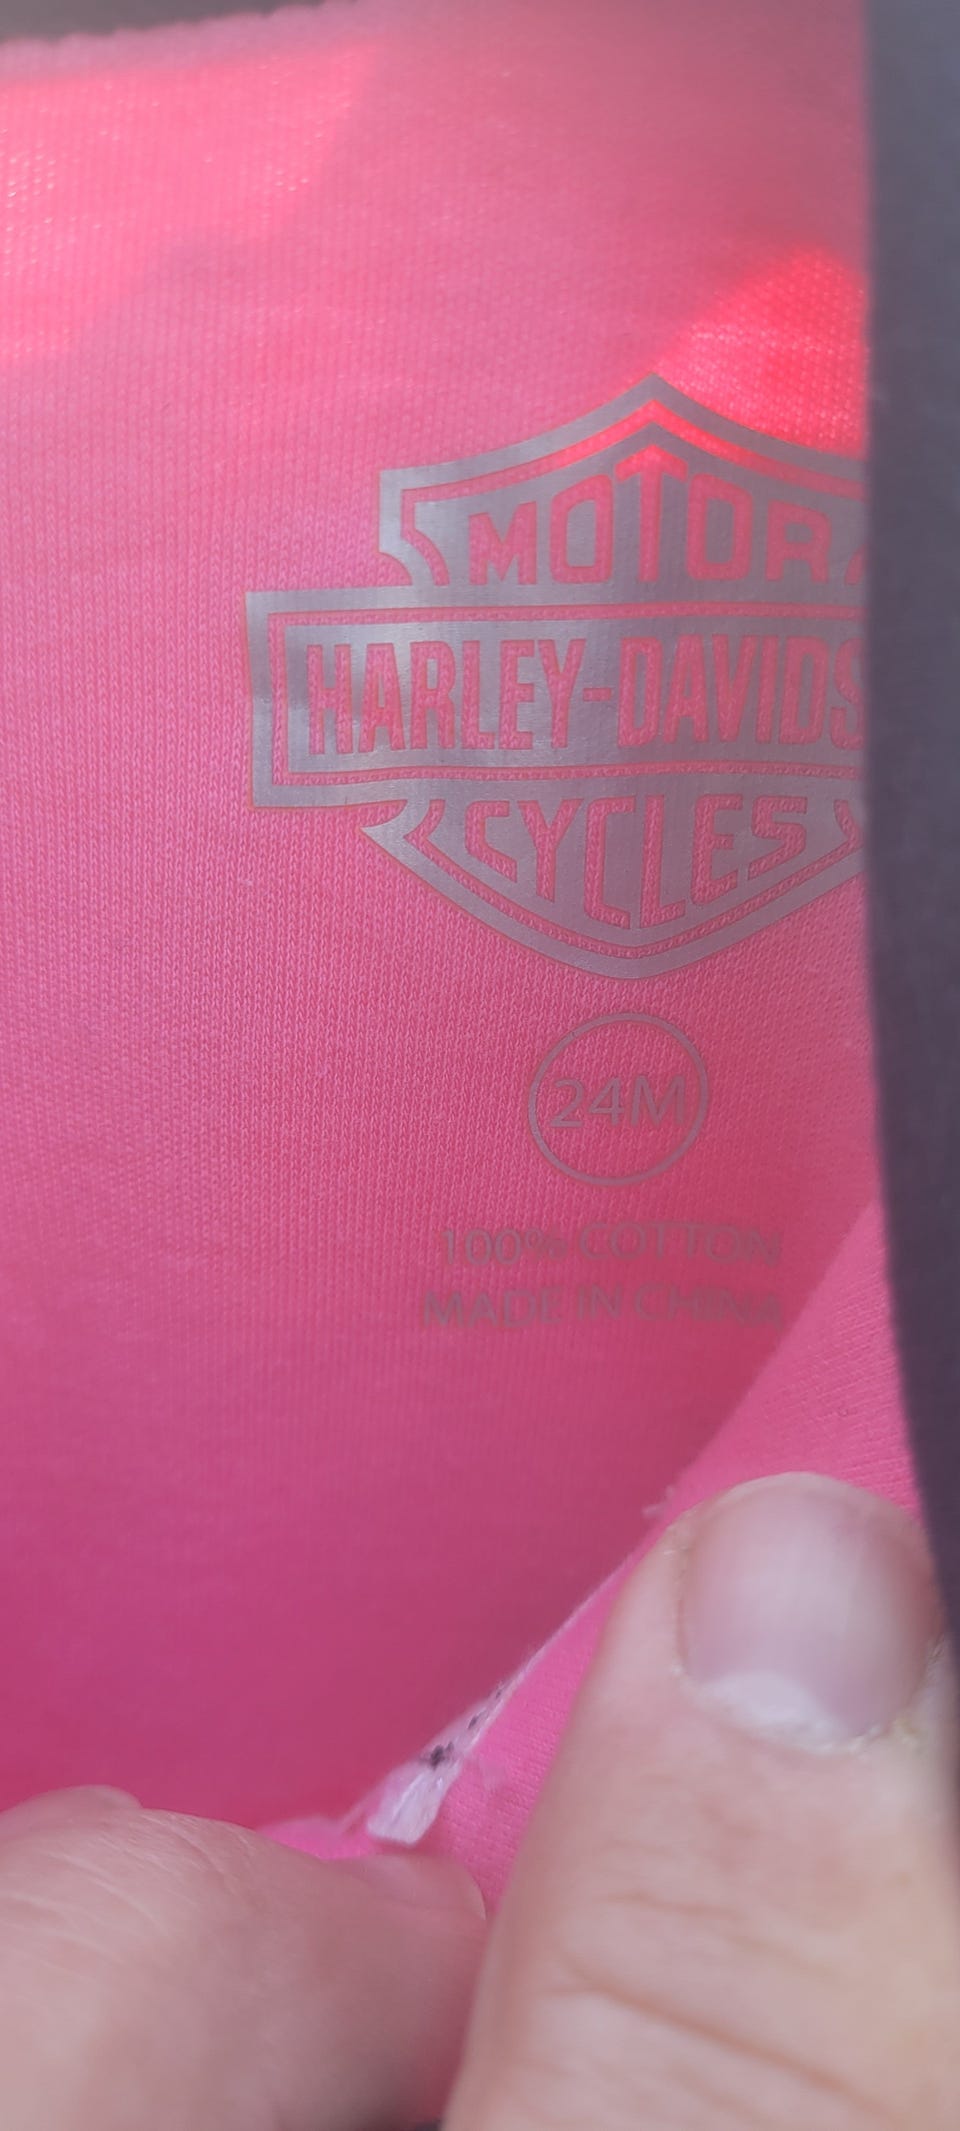 MOTOR
HARLEY-DAVIDS
CYCLES
24M
100% COTTON
MADE IN CHINA